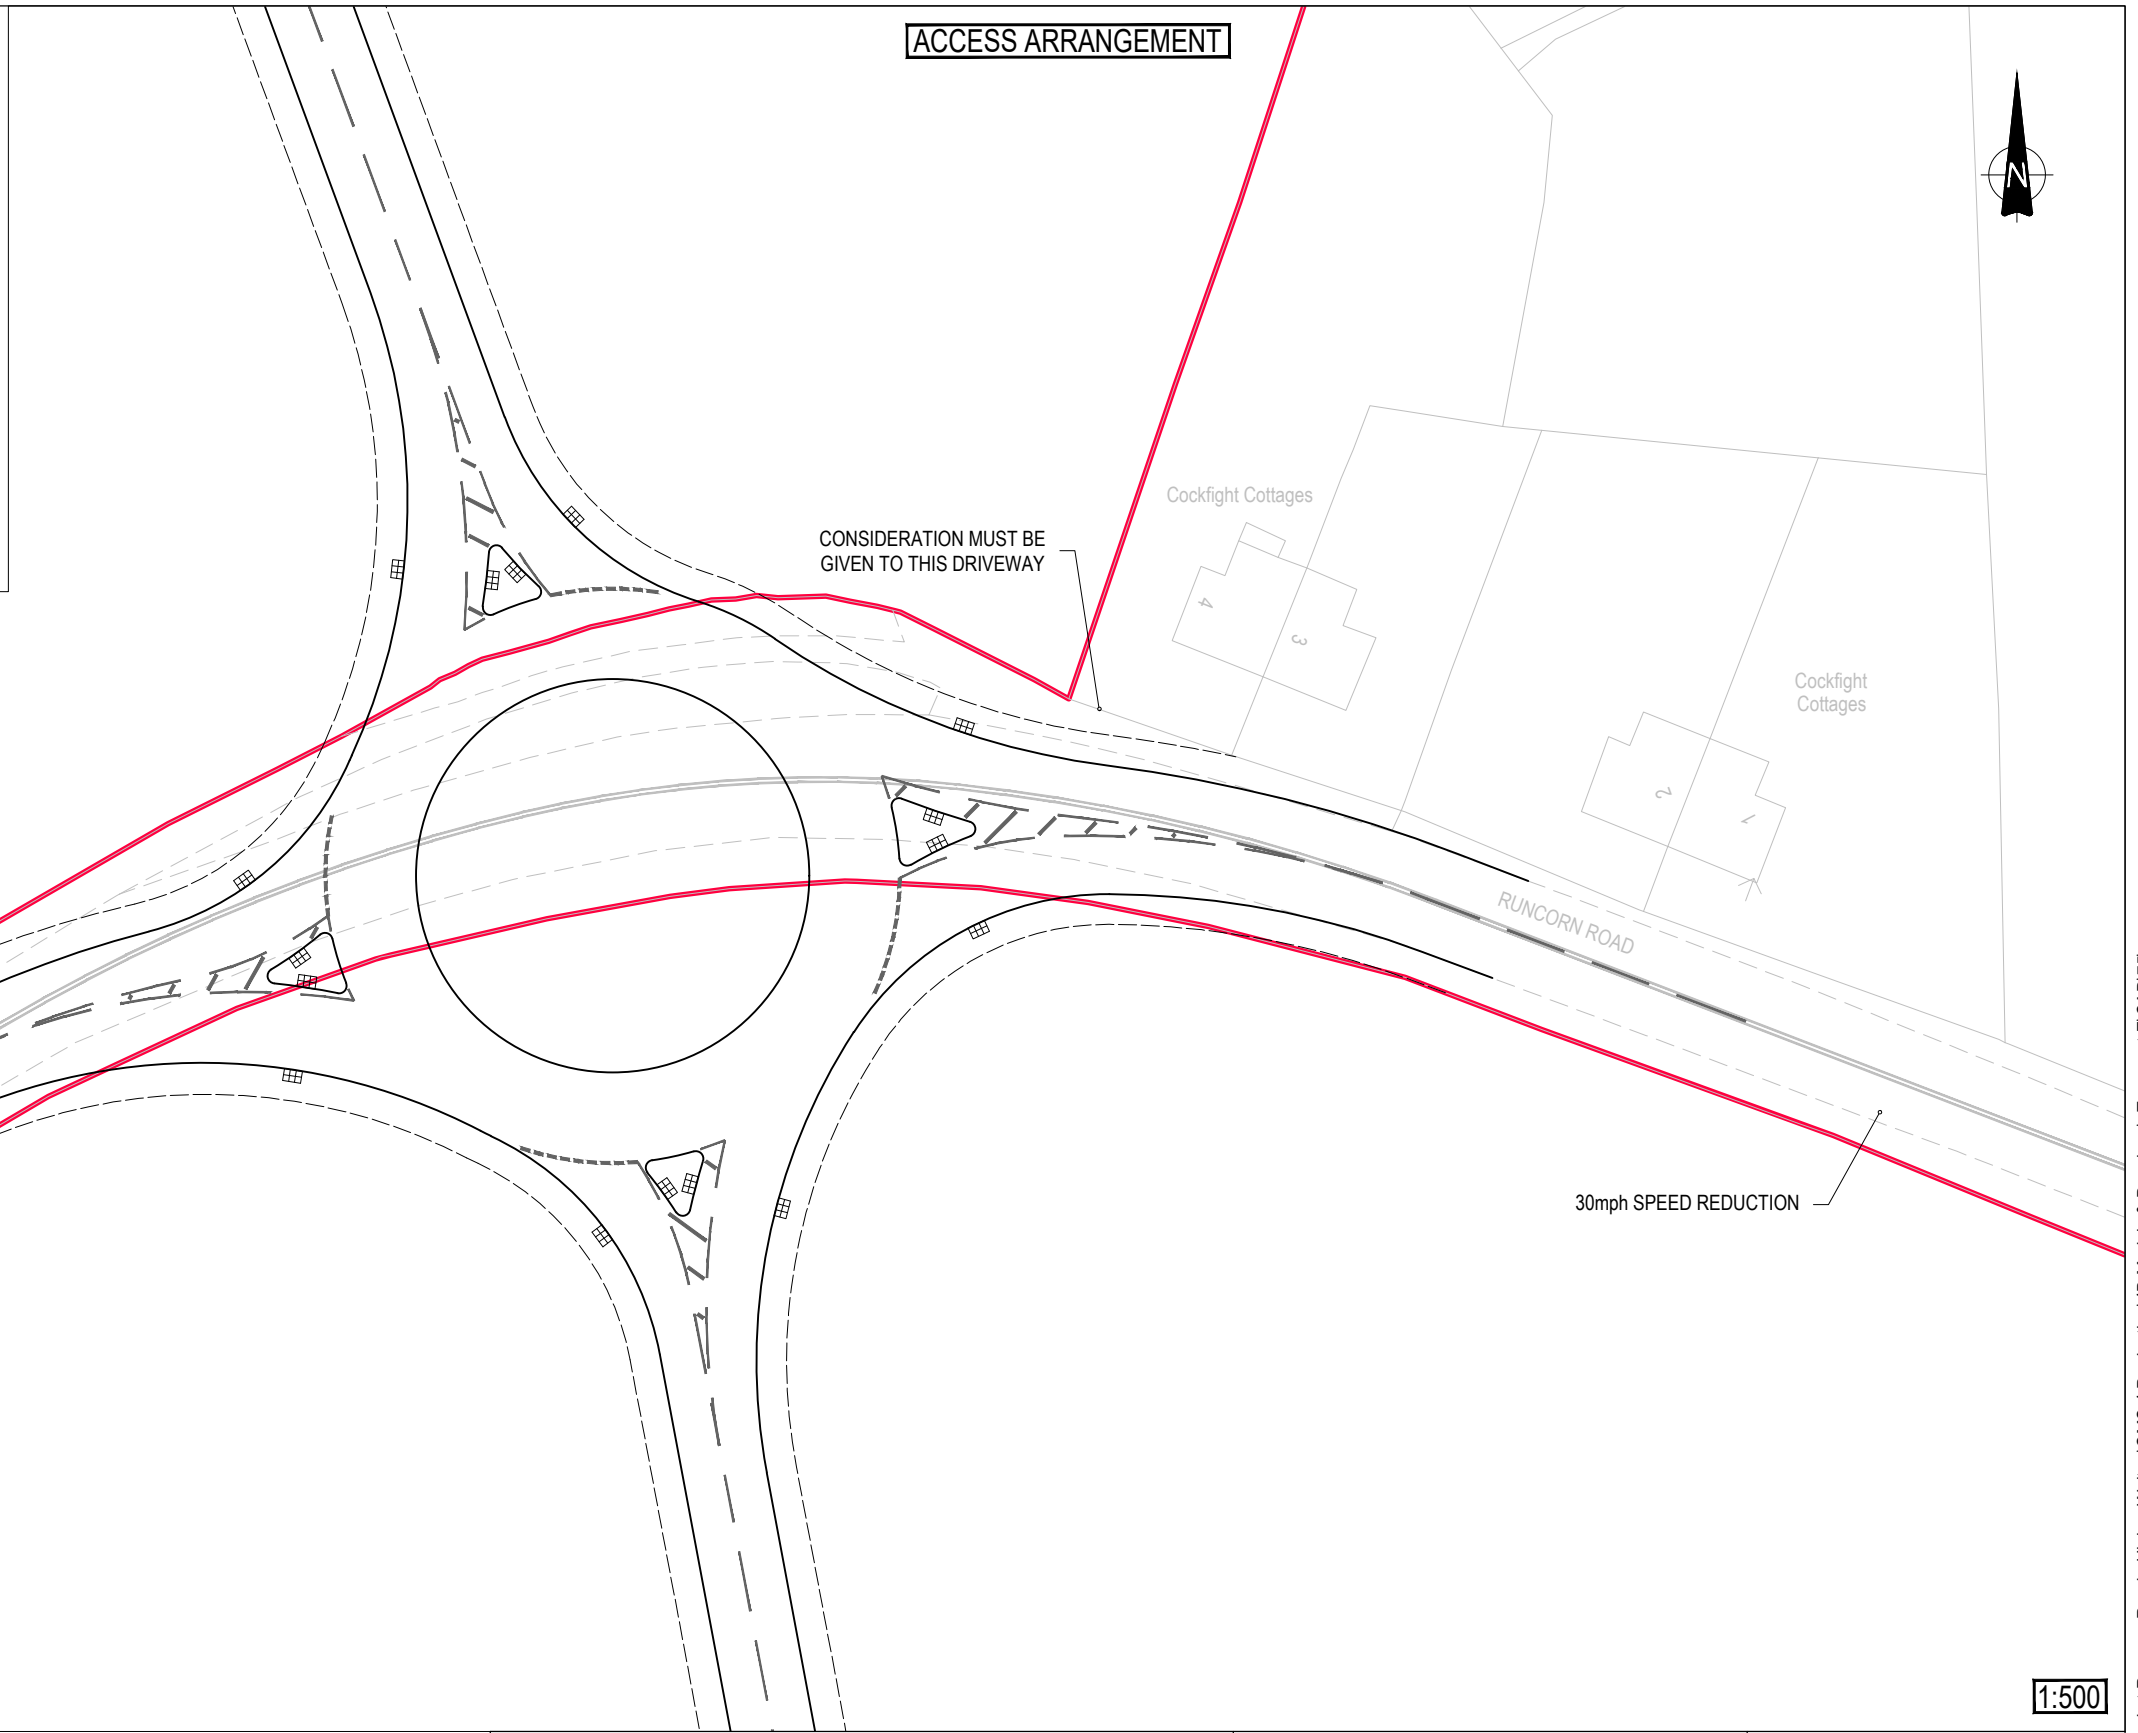 ACCESS ARRANGEMENT
N
Cockfight Cottages
CONSIDERATION MUST BE
GIVEN TO THIS DRIVEWAY
4
3
Cockfight
Cottages
2
1
RUNCORN ROAD
30mph SPEED REDUCTION
1:500